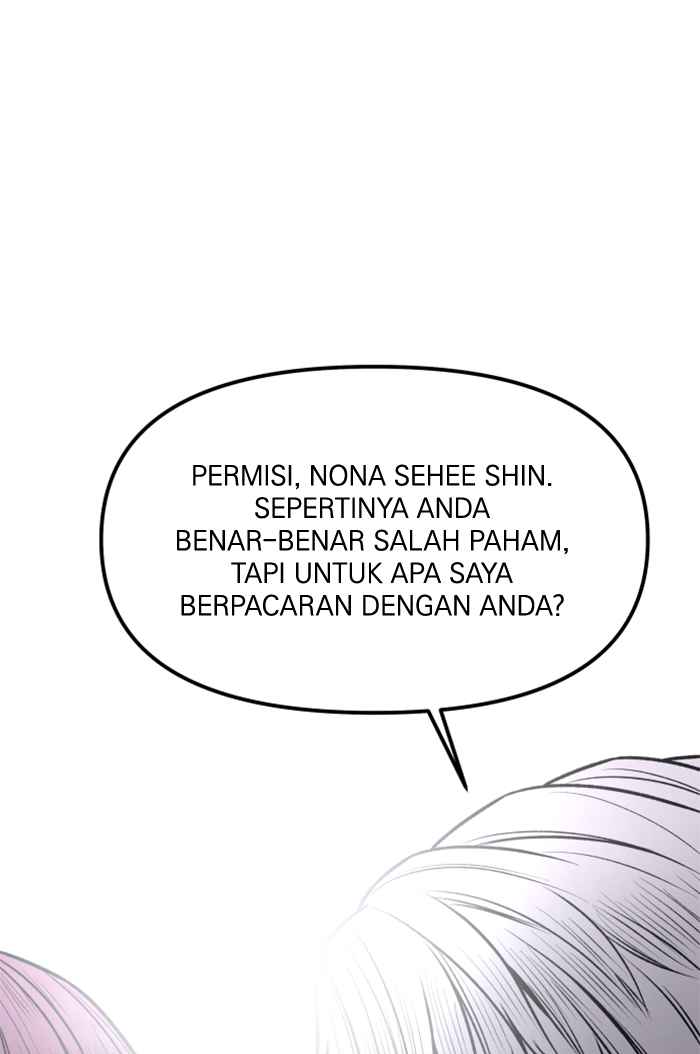 PERMISI, NONA SEHEE SHIN.
SEPERTINYA ANDA
BENAR-BENAR SALAH PAHAM,
TAPI UNTUK APA SAYA
BERPACARAN DENGAN ANDA?